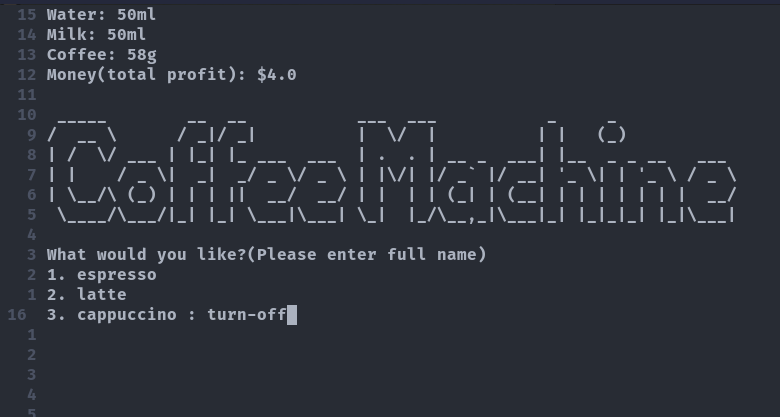 15 Water: 50ml
14 Milk: 50ml
13 Coffee: 58g
12 Money(total profit): $4.0
11
10
9
8
7
6
5
CoffeeMachine
4
3 What would you like?(Please enter full name)
2 1. espresso
1 2. latte
16 3. cappuccino : turn-off
1
2
3
4
5